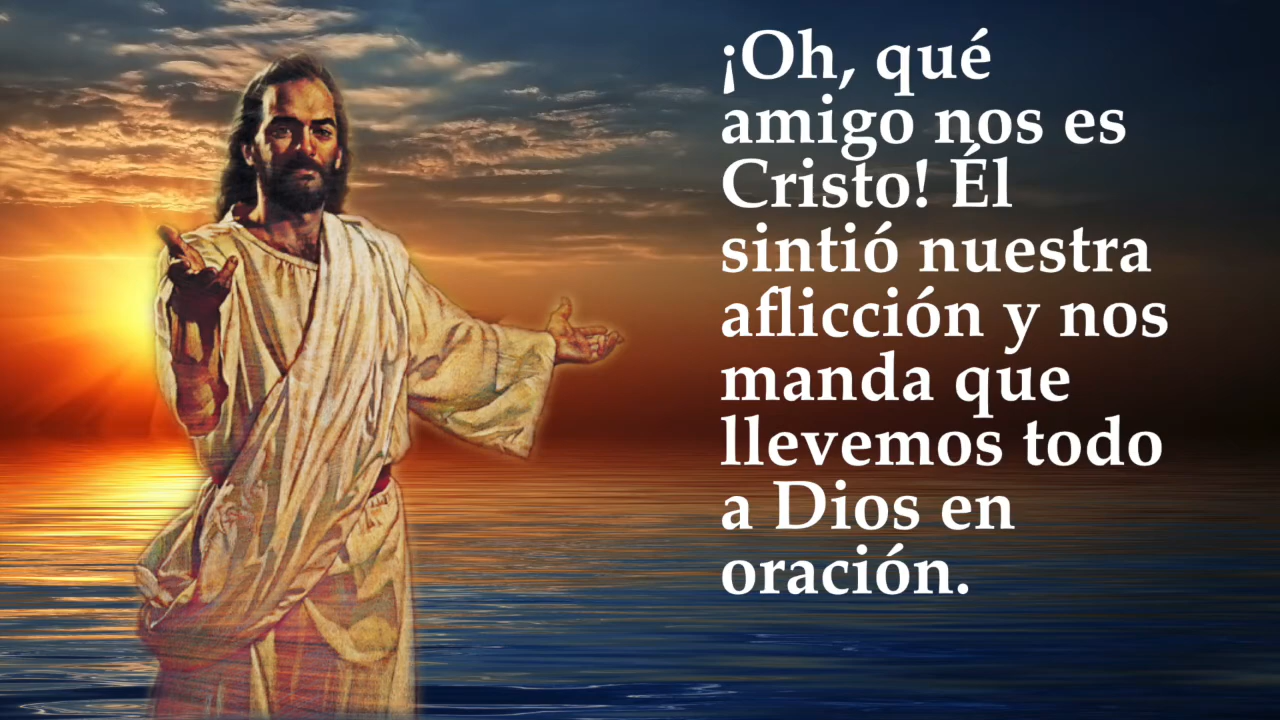 ¡Oh, qué
amigo nos es
Cristo! Él
sintió nuestra
aflicción y nos
manda que
llevemos todo
a Dios en
oración.